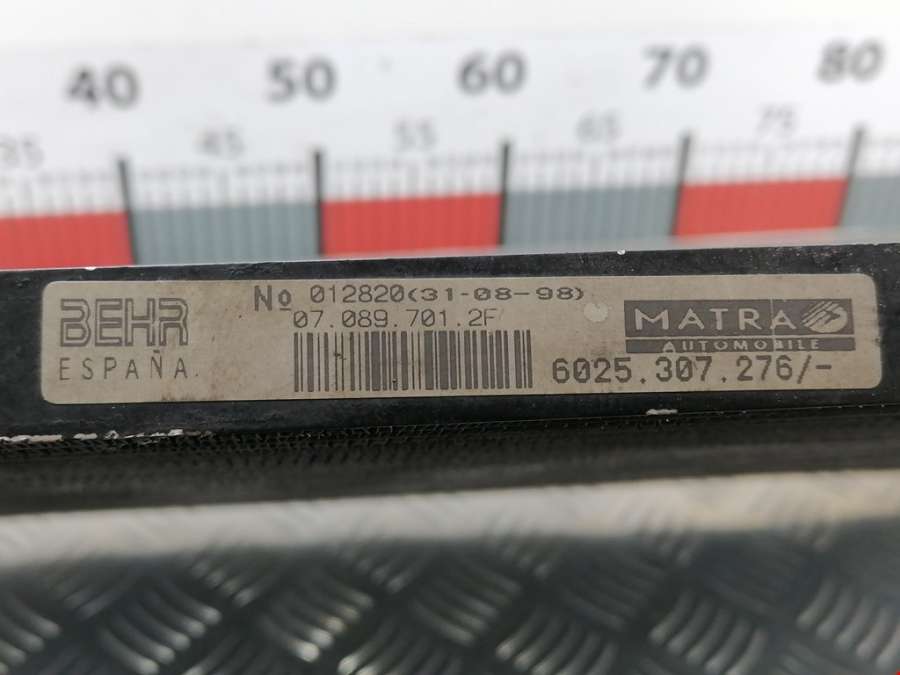 40 50 60 70 80
35 45 55 65 75
BEHR
ESPAÑA.
№ 012820(31-08-98)
07.089.701.2F
MATRA
AUTOMOBILE
6025.307.276/-